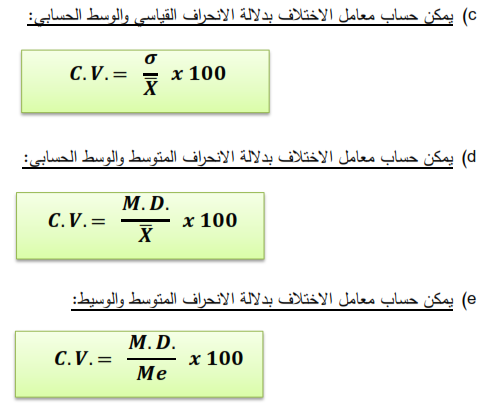 c) يمكن حساب معامل الاختلاف بدلالة الانحراف القياسي والوسط الحسابي:
C.V. = σ / X̄ x 100
d) يمكن حساب معامل الاختلاف بدلالة الانحراف المتوسط والوسط الحسابي:
C.V. = M.D. / X̄ x 100
e) يمكن حساب معامل الاختلاف بدلالة الانحراف المتوسط والوسيط:
C.V. = M.D. / Me x 100